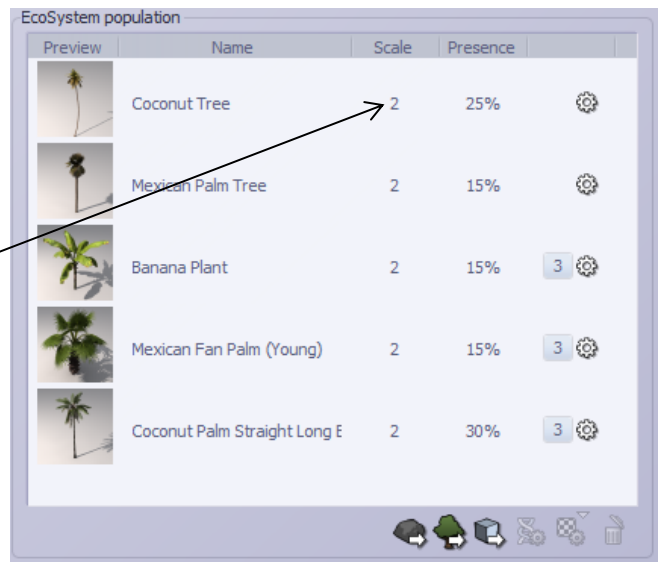 EcoSystem population
Preview Name Scale Presence
Coconut Tree 2 25%
Mexican Palm Tree 2 15%
Banana Plant 2 15% 3
Mexican Fan Palm (Young) 2 15% 3
Coconut Palm Straight Long 2 30% 3